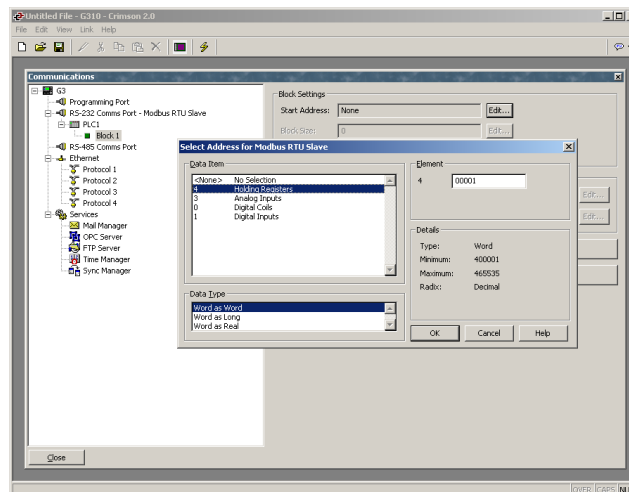 Untitled File - G310 - Crimson 2.0
File Edit View Link Help
Communications
G3
Programming Port
RS-232 Comms Port - Modbus RTU Slave
PLC1
Block 1
RS-485 Comms Port
Ethernet
Protocol 1
Protocol 2
Protocol 3
Protocol 4
Services
Mail Manager
OPC Server
FTP Server
Time Manager
Sync Manager
Close
Block Settings
Start Address: None Edit...
Block Size: 0 Edit...
Edit...
Edit...
Select Address for Modbus RTU Slave
Data Item
<None> No Selection
4 Holding Registers
3 Analog Inputs
0 Digital Coils
1 Digital Inputs
Data Type
Word as Word
Word as Long
Word as Real
Element
4 00001
Details
Type: Word
Minimum: 400001
Maximum: 465535
Radix: Decimal
OK Cancel Help
OVER CAPS NU